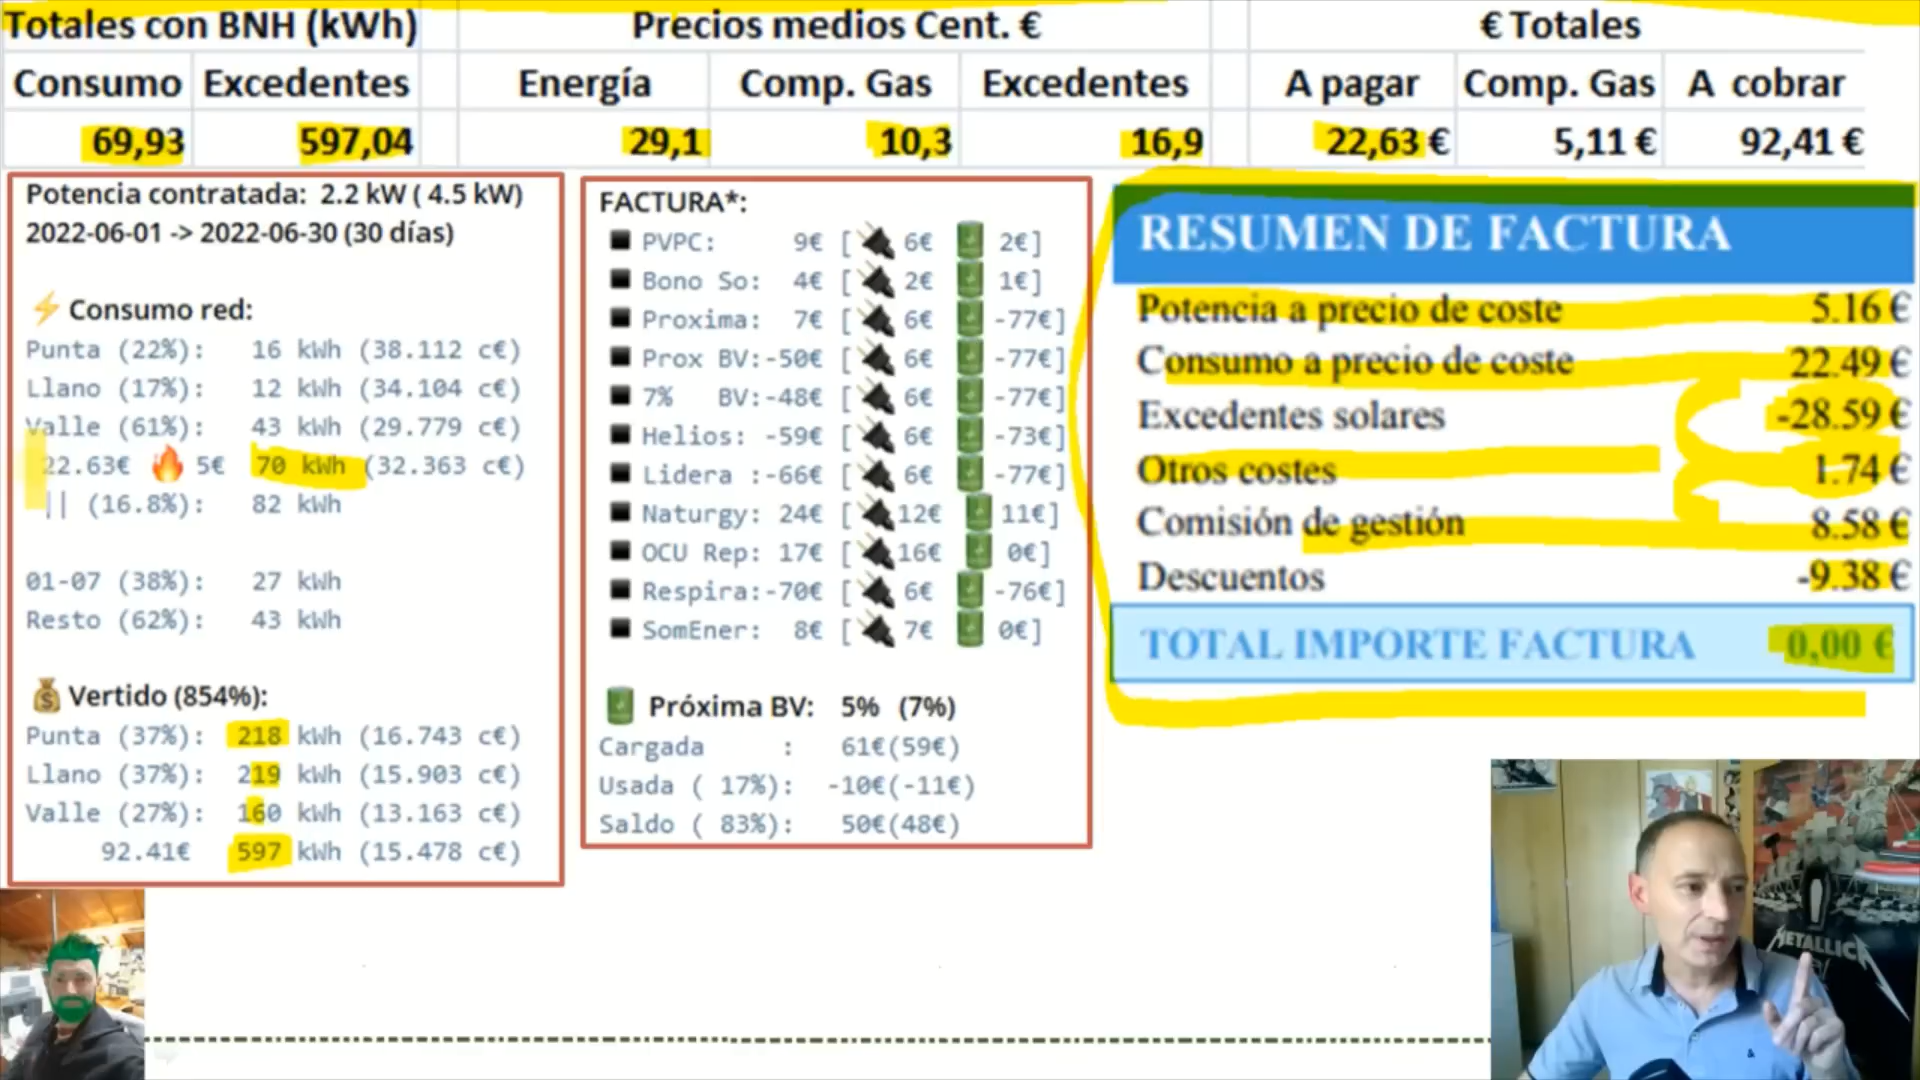 Totales con BNH (kWh) Precios medios Cent. € € Totales
Consumo Excedentes Energía Comp. Gas Excedentes A pagar Comp. Gas A cobrar
69,93 597,04 29,1 10,3 16,9 22,63 € 5,11 € 92,41 €
Potencia contratada: 2.2 kW ( 4.5 kW)
2022-06-01 -> 2022-06-30 (30 días)
Consumo red:
Punta (22%): 16 kWh (38.112 c€)
Llano (17%): 12 kWh (34.104 c€)
Valle (61%): 43 kWh (29.779 c€)
22.63€ 🔥 5€ 70 kWh (32.363 c€)
|| (16.8%): 82 kWh
01-07 (38%): 27 kWh
Resto (62%): 43 kWh
Vertido (854%):
Punta (37%): 218 kWh (16.743 c€)
Llano (37%): 219 kWh (15.903 c€)
Valle (27%): 160 kWh (13.163 c€)
92.41€ 597 kWh (15.478 c€)
FACTURA*:
PVPC: 9€ [ 6€ 2€]
Bono So: 4€ [ 2€ 1€]
Proxima: 7€ [ 6€ -77€]
Prox BV:-50€ [ 6€ -77€]
7% BV:-48€ [ 6€ -77€]
Helios: -59€ [ 6€ -73€]
Lidera :-66€ [ 6€ -77€]
Naturgy: 24€ [ 12€ 11€]
OCU Rep: 17€ [ 16€ 0€]
Respira:-70€ [ 6€ -76€]
SomEner: 8€ [ 7€ 0€]
Próxima BV: 5% (7%)
Cargada : 61€(59€)
Usada ( 17%): -10€(-11€)
Saldo ( 83%): 50€(48€)
RESUMEN DE FACTURA
Potencia a precio de coste 5.16 €
Consumo a precio de coste 22.49 €
Excedentes solares -28.59 €
Otros costes 1.74 €
Comisión de gestión 8.58 €
Descuentos -9.38 €
TOTAL IMPORTE FACTURA 0,00 €
METALLICA